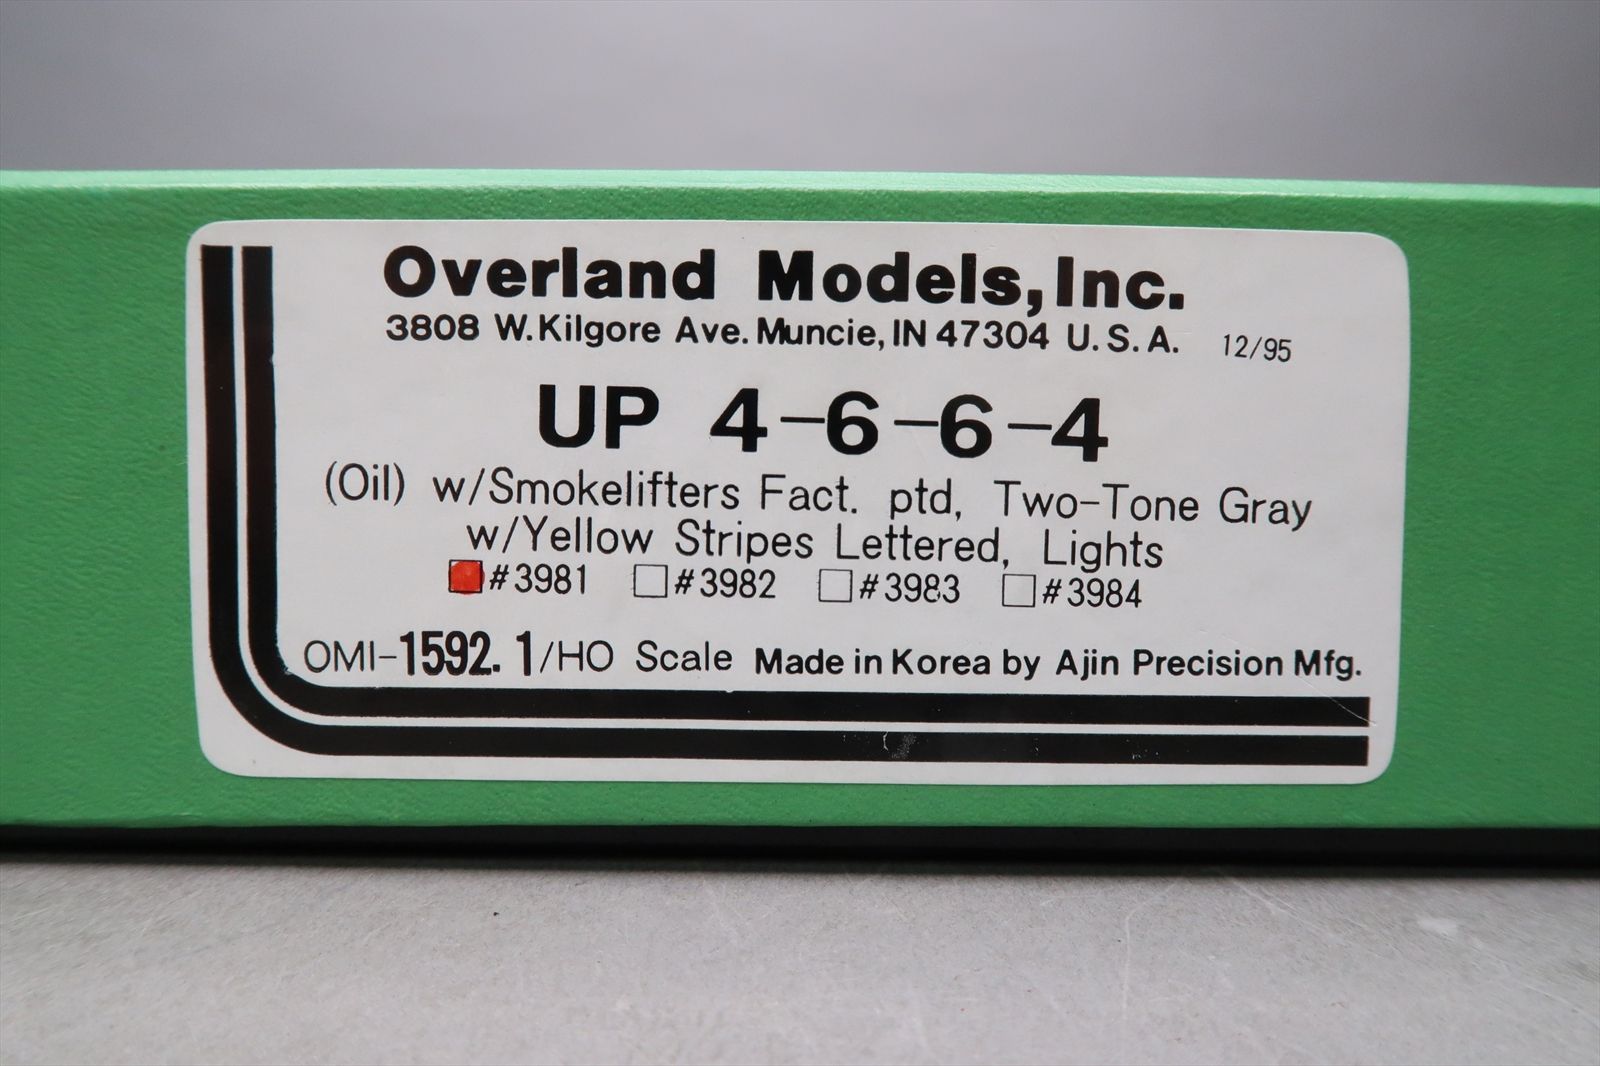 Overland Models, Inc.
3808 W. Kilgore Ave. Muncie, IN 47304 U.S.A. 12/95
UP 4-6-6-4
(Oil) w/Smokelifters Fact. ptd, Two-Tone Gray
w/Yellow Stripes Lettered, Lights
#3981 #3982 #3983 #3984
OMI-1592.1/HO Scale Made in Korea by Ajin Precision Mfg.